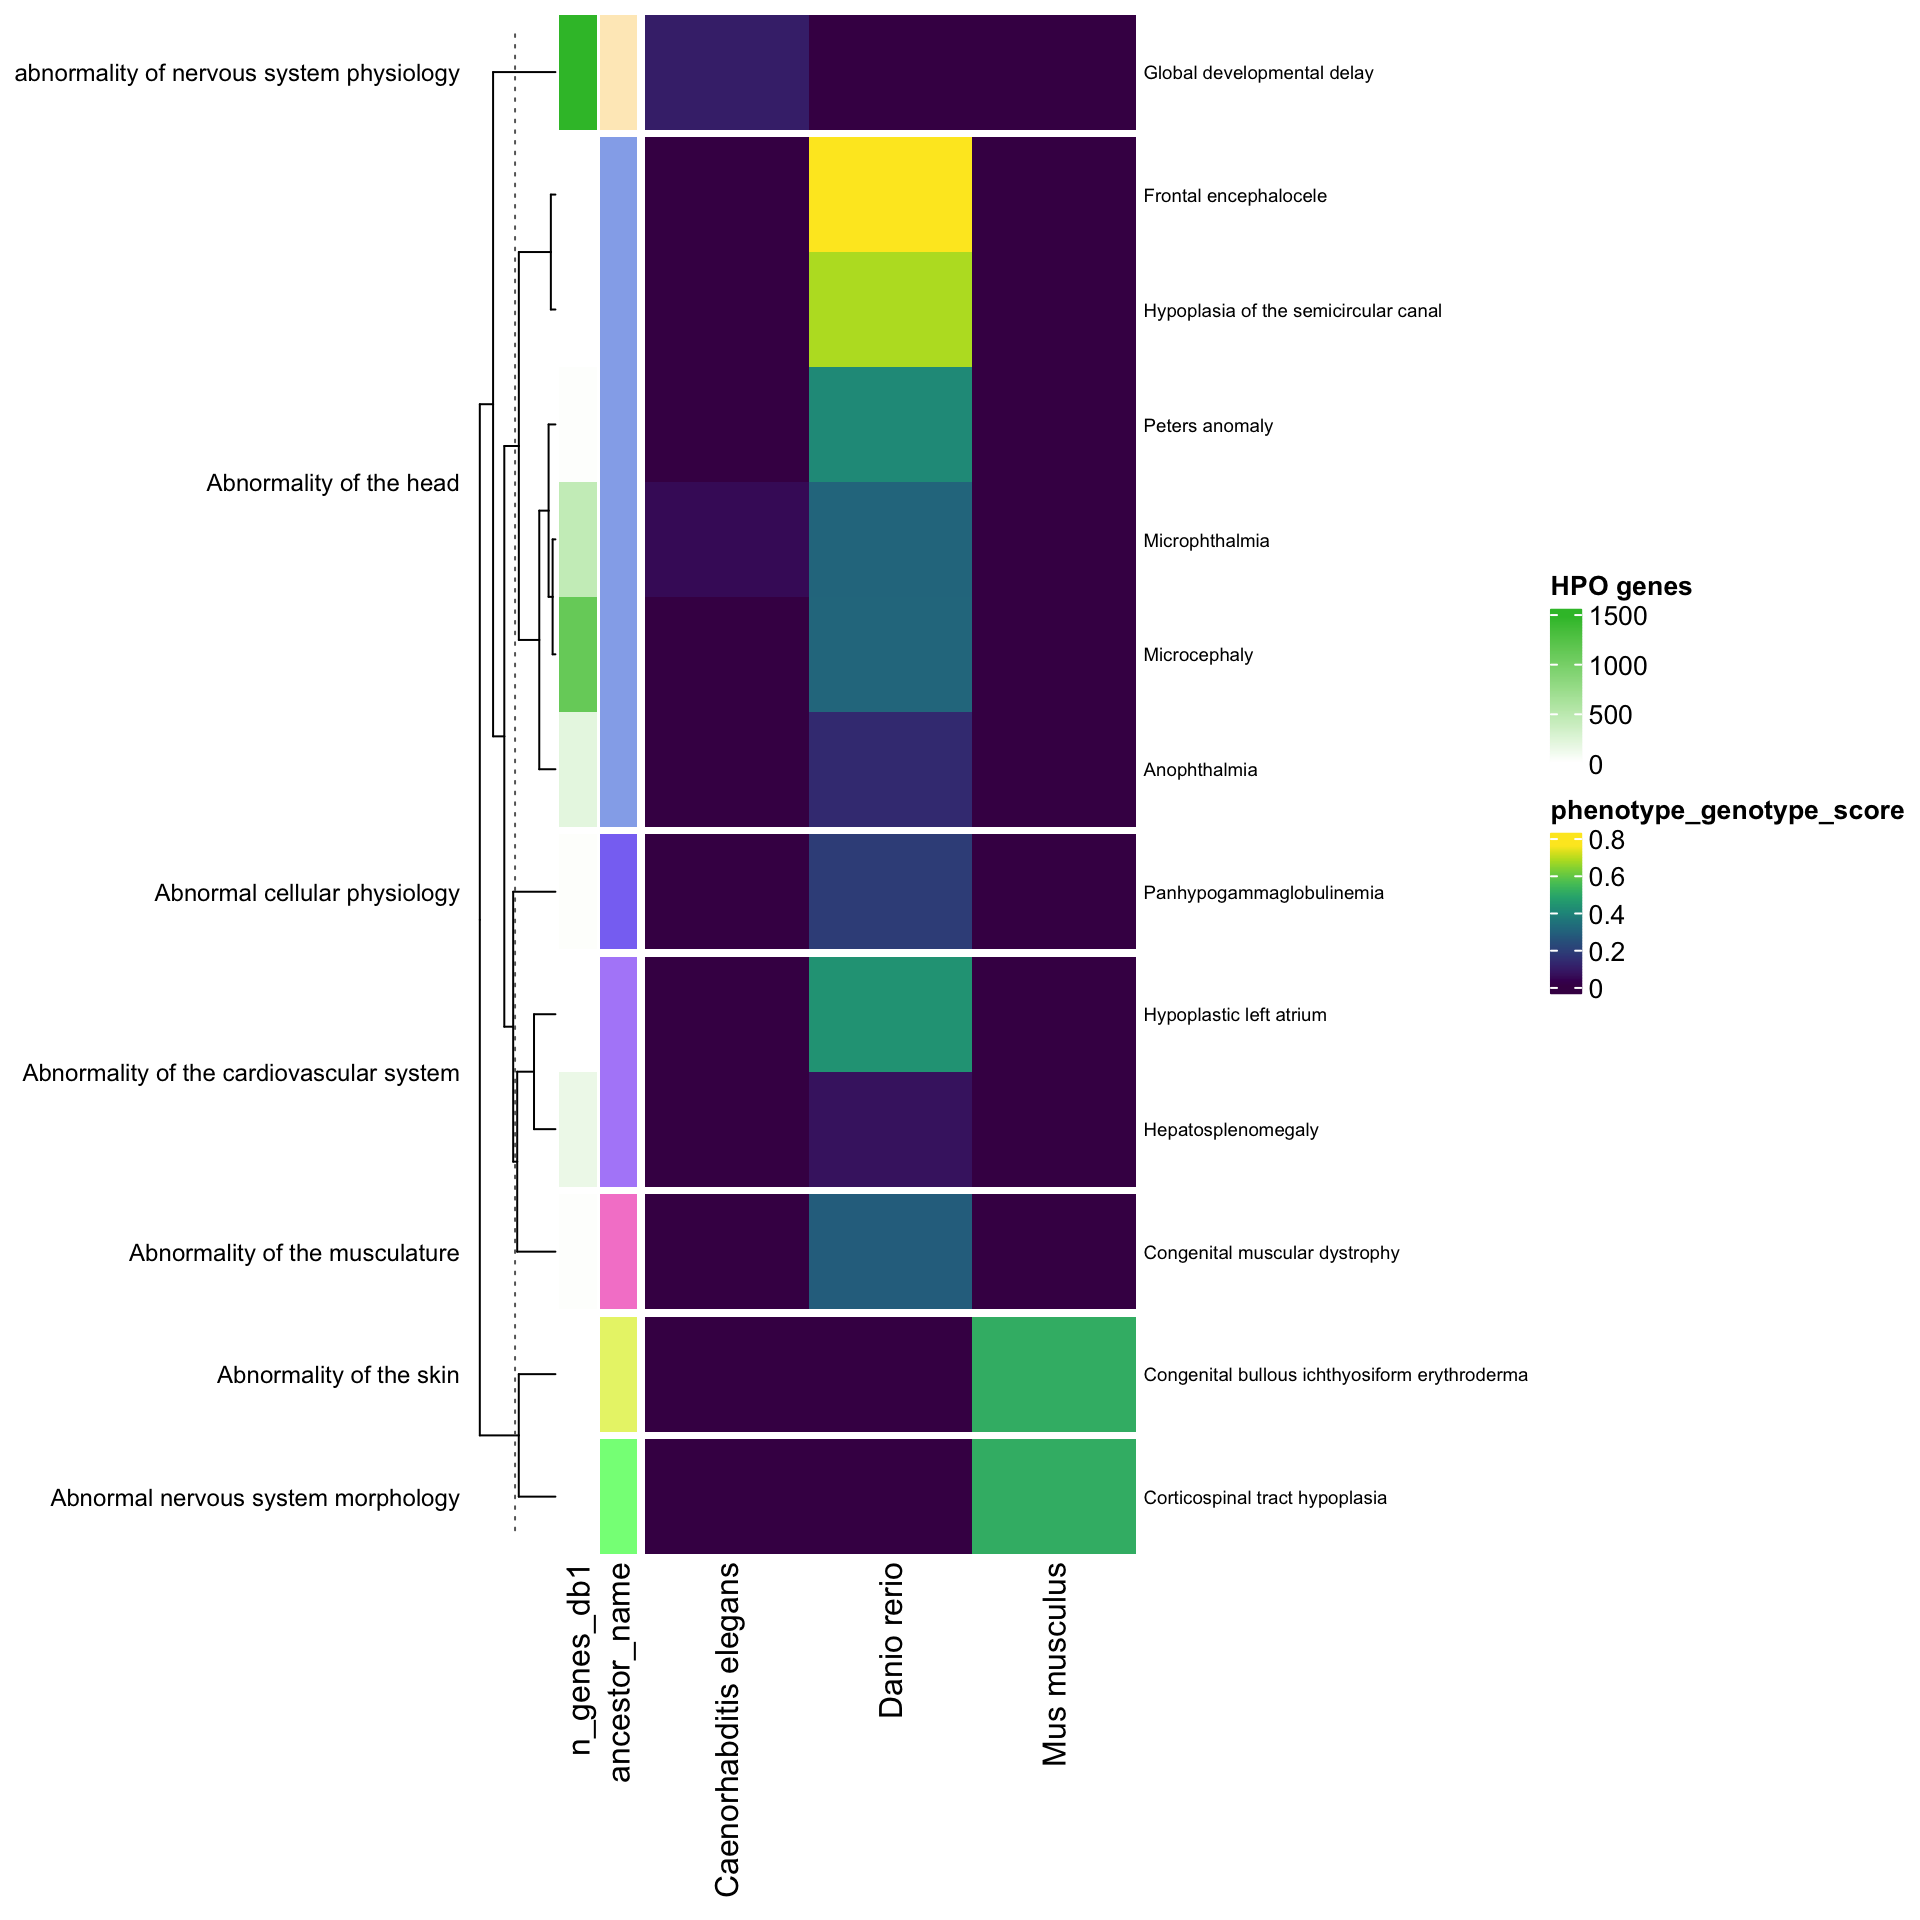 abnormality of nervous system physiology
Global developmental delay
Frontal encephalocele
Hypoplasia of the semicircular canal
Peters anomaly
Abnormality of the head
Microphthalmia
Microcephaly
Anophthalmia
Abnormal cellular physiology
Panhypogammaglobulinemia
Hypoplastic left atrium
Abnormality of the cardiovascular system
Hepatosplenomegaly
Abnormality of the musculature
Congenital muscular dystrophy
Abnormality of the skin
Congenital bullous ichthyosiform erythroderma
Abnormal nervous system morphology
Corticospinal tract hypoplasia
n_genes_db1
ancestor_name
Caenorhabditis elegans
Danio rerio
Mus musculus
HPO genes
1500
1000
500
0
phenotype_genotype_score
0.8
0.6
0.4
0.2
0